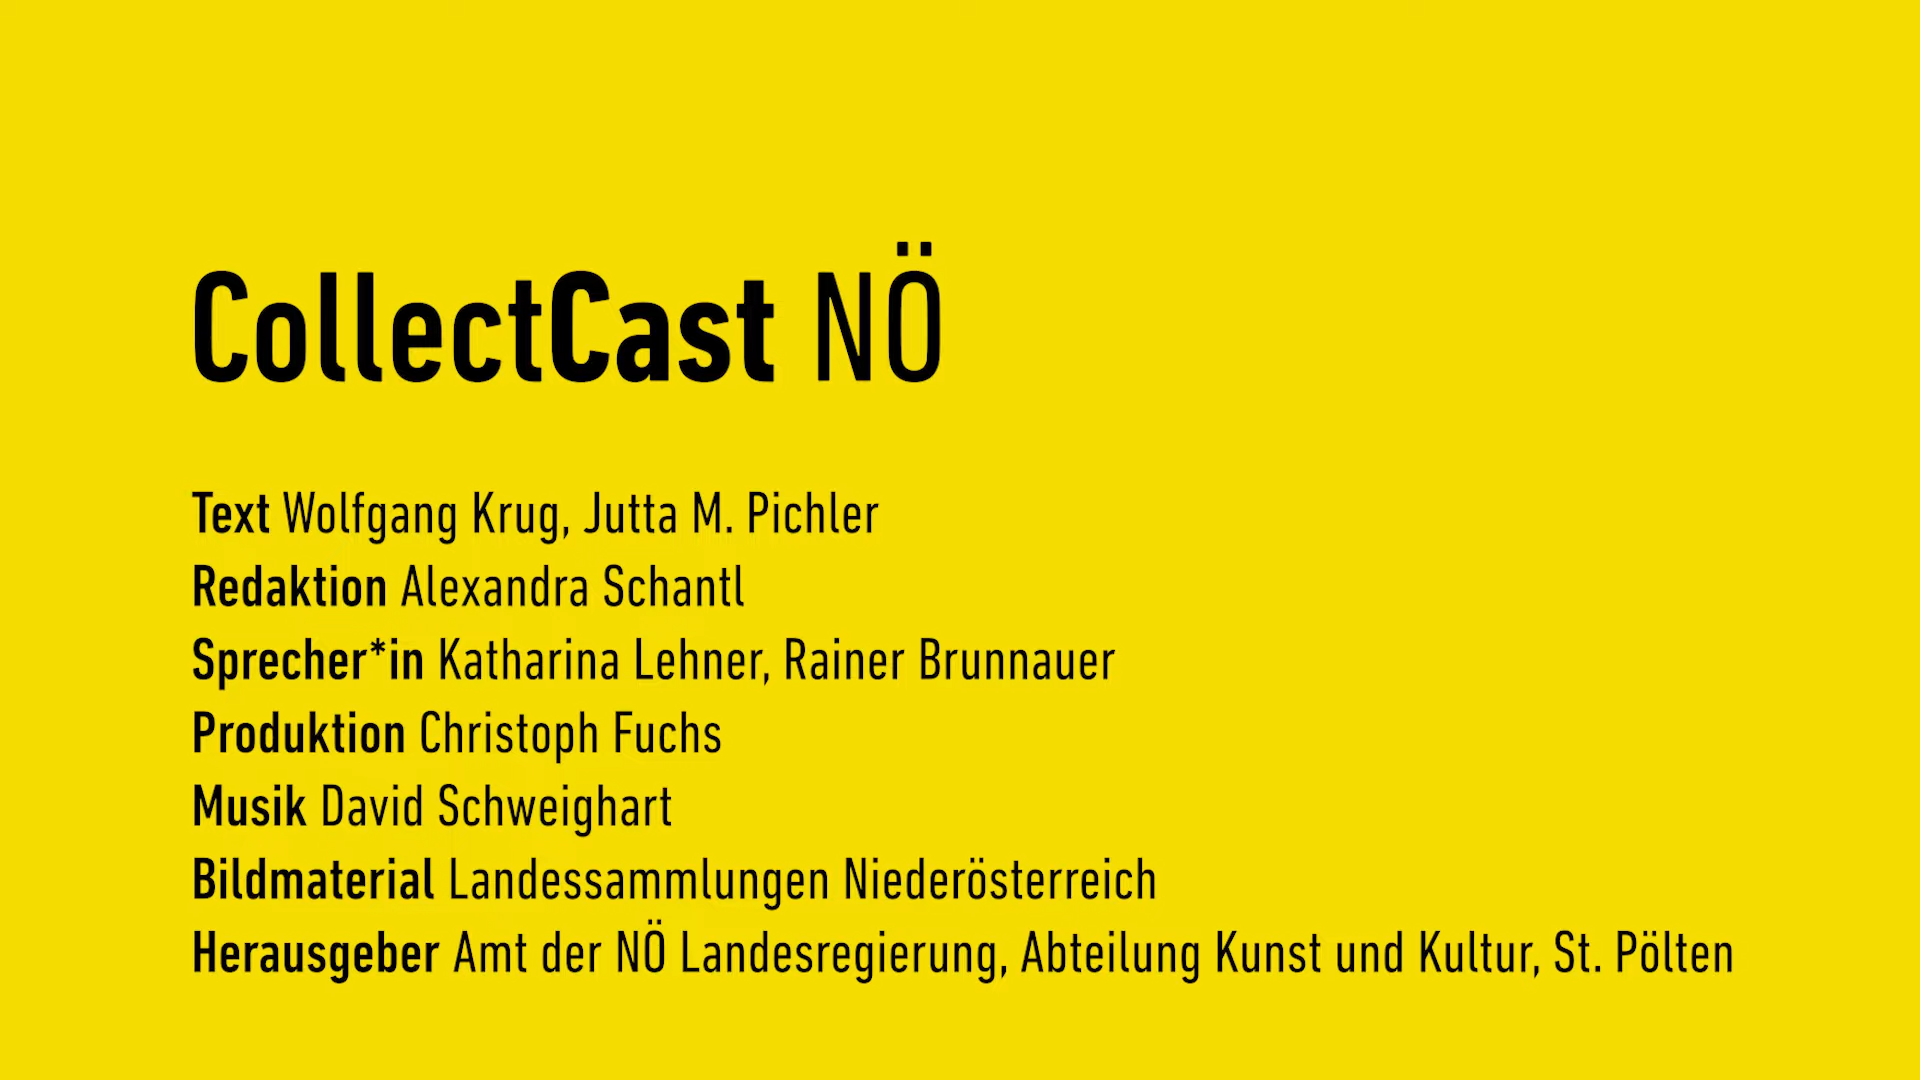 CollectCast NÖ
Text Wolfgang Krug, Jutta M. Pichler
Redaktion Alexandra Schantl
Sprecher*in Katharina Lehner, Rainer Brunnauer
Produktion Christoph Fuchs
Musik David Schweighart
Bildmaterial Landessammlungen Niederösterreich
Herausgeber Amt der NÖ Landesregierung, Abteilung Kunst und Kultur, St. Pölten